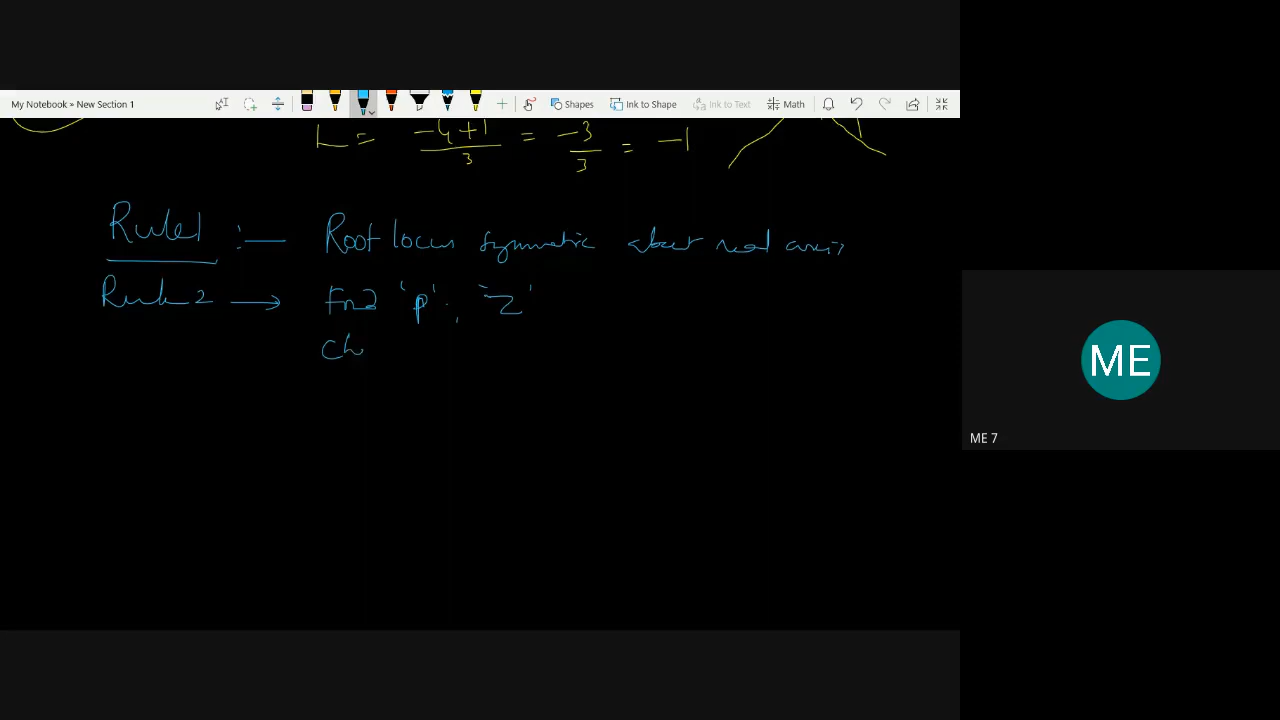 My Notebook » New Section 1
Shapes Ink to Shape Ink to Text Math
L = -4+1/3 = -3/3 = -1
Rule1 :- Root locus symmetric about real axis
Rule 2 → Find 'p', 'Z'
Ch
ME
ME 7